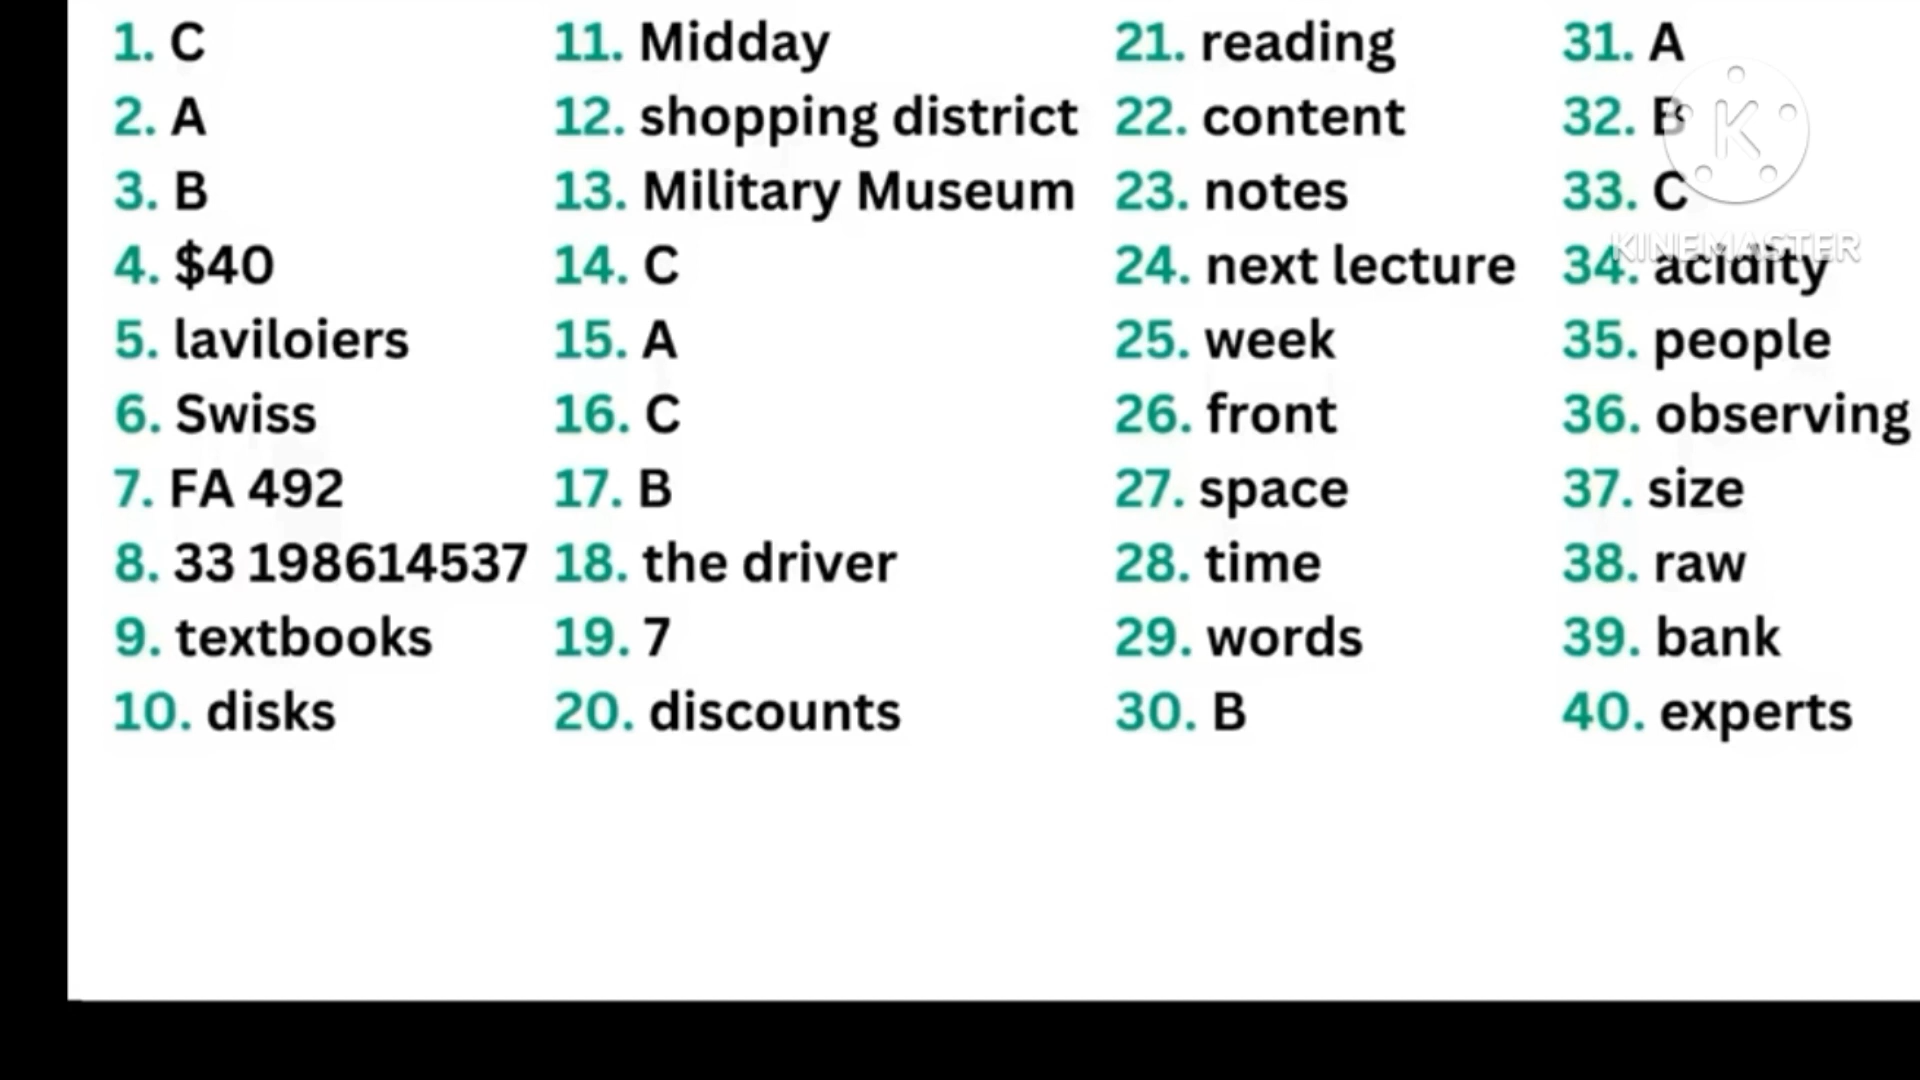 1. C
2. A
3. B
4. $40
5. laviloiers
6. Swiss
7. FA 492
8. 33 198614537
9. textbooks
10. disks
11. Midday
12. shopping district
13. Military Museum
14. C
15. A
16. C
17. B
18. the driver
19. 7
20. discounts
21. reading
22. content
23. notes
24. next lecture
25. week
26. front
27. space
28. time
29. words
30. B
31. A
32. B
33. C
34. acidity
35. people
36. observing
37. size
38. raw
39. bank
40. experts
K
KINEMASTER